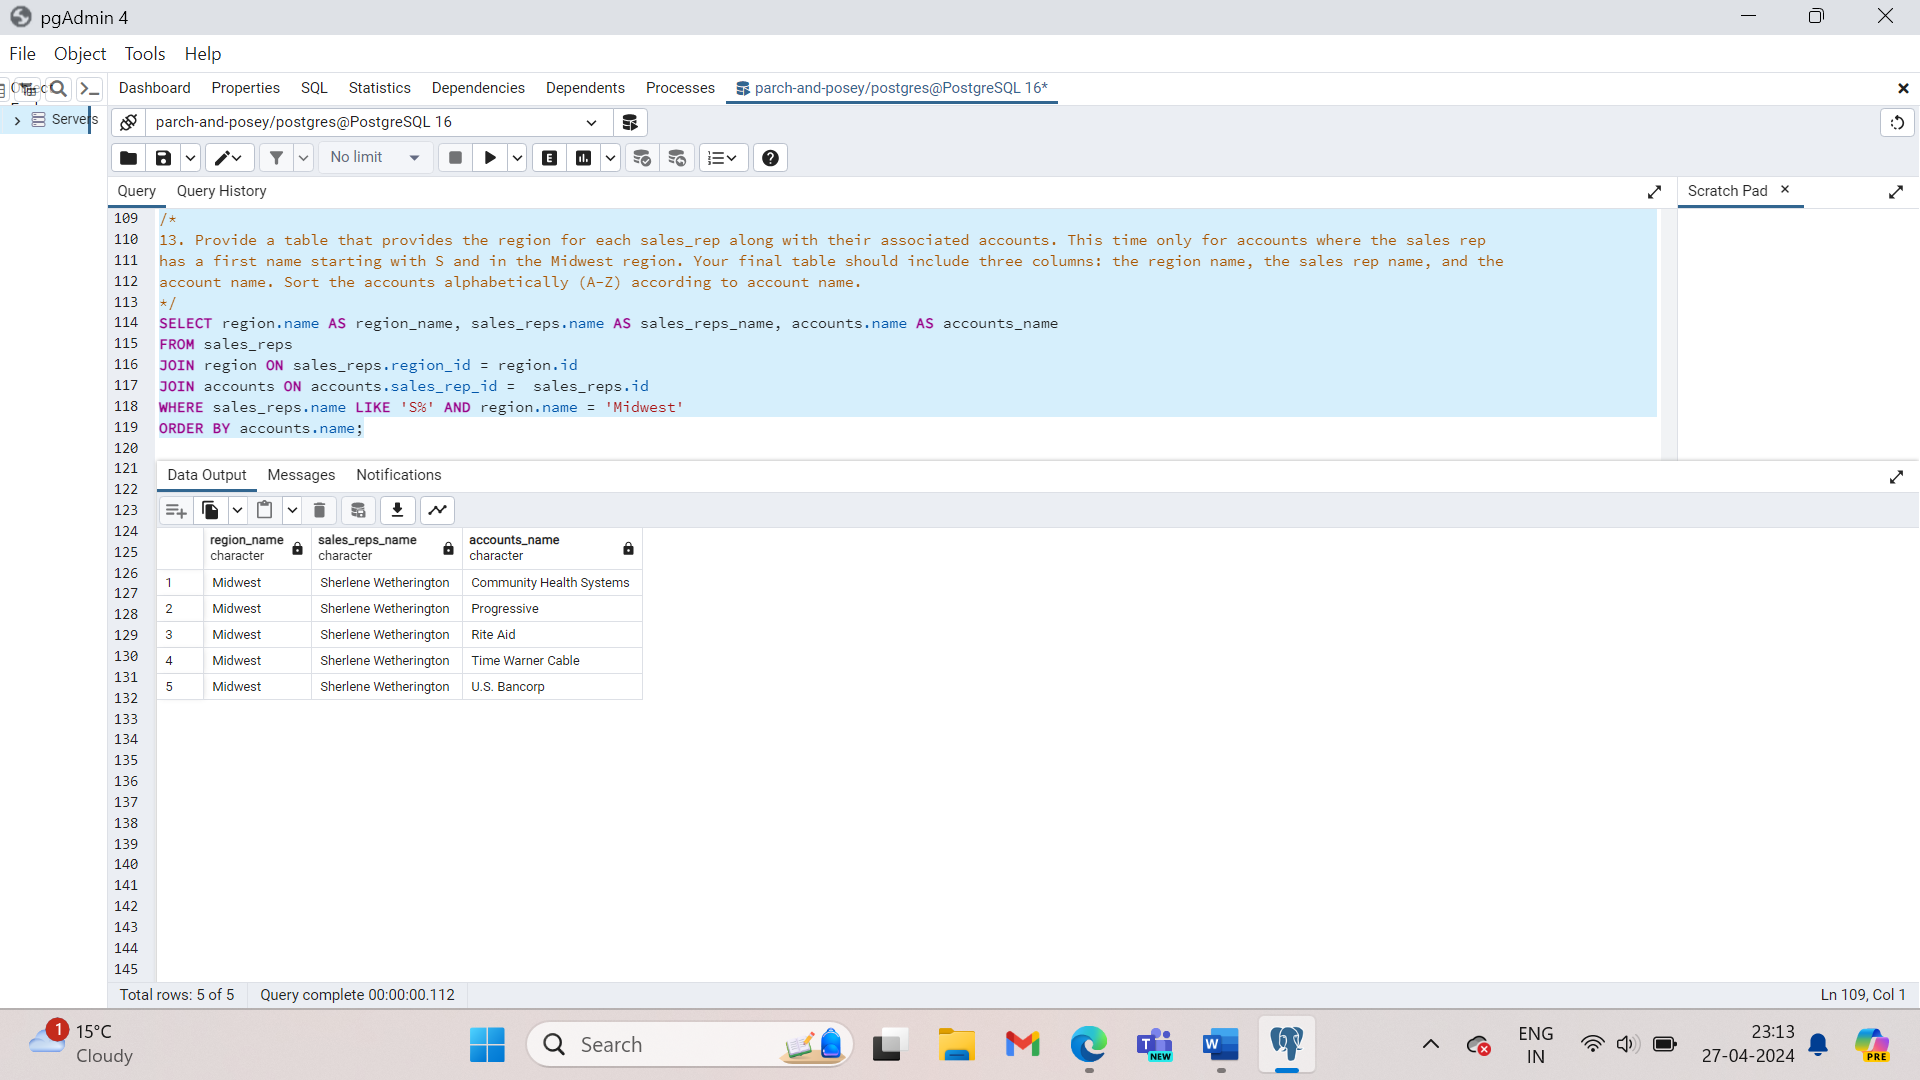 pgAdmin 4
File Object Tools Help
Dashboard Properties SQL Statistics Dependencies Dependents Processes parch-and-posey/postgres@PostgreSQL 16*
Servers
parch-and-posey/postgres@PostgreSQL 16
No limit
Query Query History
Scratch Pad
109 /*
110 13. Provide a table that provides the region for each sales_rep along with their associated accounts. This time only for accounts where the sales rep
111 has a first name starting with S and in the Midwest region. Your final table should include three columns: the region name, the sales rep name, and the
112 account name. Sort the accounts alphabetically (A-Z) according to account name.
113 */
114 SELECT region.name AS region_name, sales_reps.name AS sales_reps_name, accounts.name AS accounts_name
115 FROM sales_reps
116 JOIN region ON sales_reps.region_id = region.id
117 JOIN accounts ON accounts.sales_rep_id =  sales_reps.id
118 WHERE sales_reps.name LIKE 'S%' AND region.name = 'Midwest'
119 ORDER BY accounts.name;
120
121
122
123
124
125
126
127
128
129
130
131
132
133
134
135
136
137
138
139
140
141
142
143
144
145
Data Output Messages Notifications
region_name sales_reps_name accounts_name
character character character
1 Midwest Sherlene Wetherington Community Health Systems
2 Midwest Sherlene Wetherington Progressive
3 Midwest Sherlene Wetherington Rite Aid
4 Midwest Sherlene Wetherington Time Warner Cable
5 Midwest Sherlene Wetherington U.S. Bancorp
Total rows: 5 of 5 Query complete 00:00:00.112 Ln 109, Col 1
1 15°C
Cloudy
Search
NEW
ENG
IN
23:13
27-04-2024
PRE